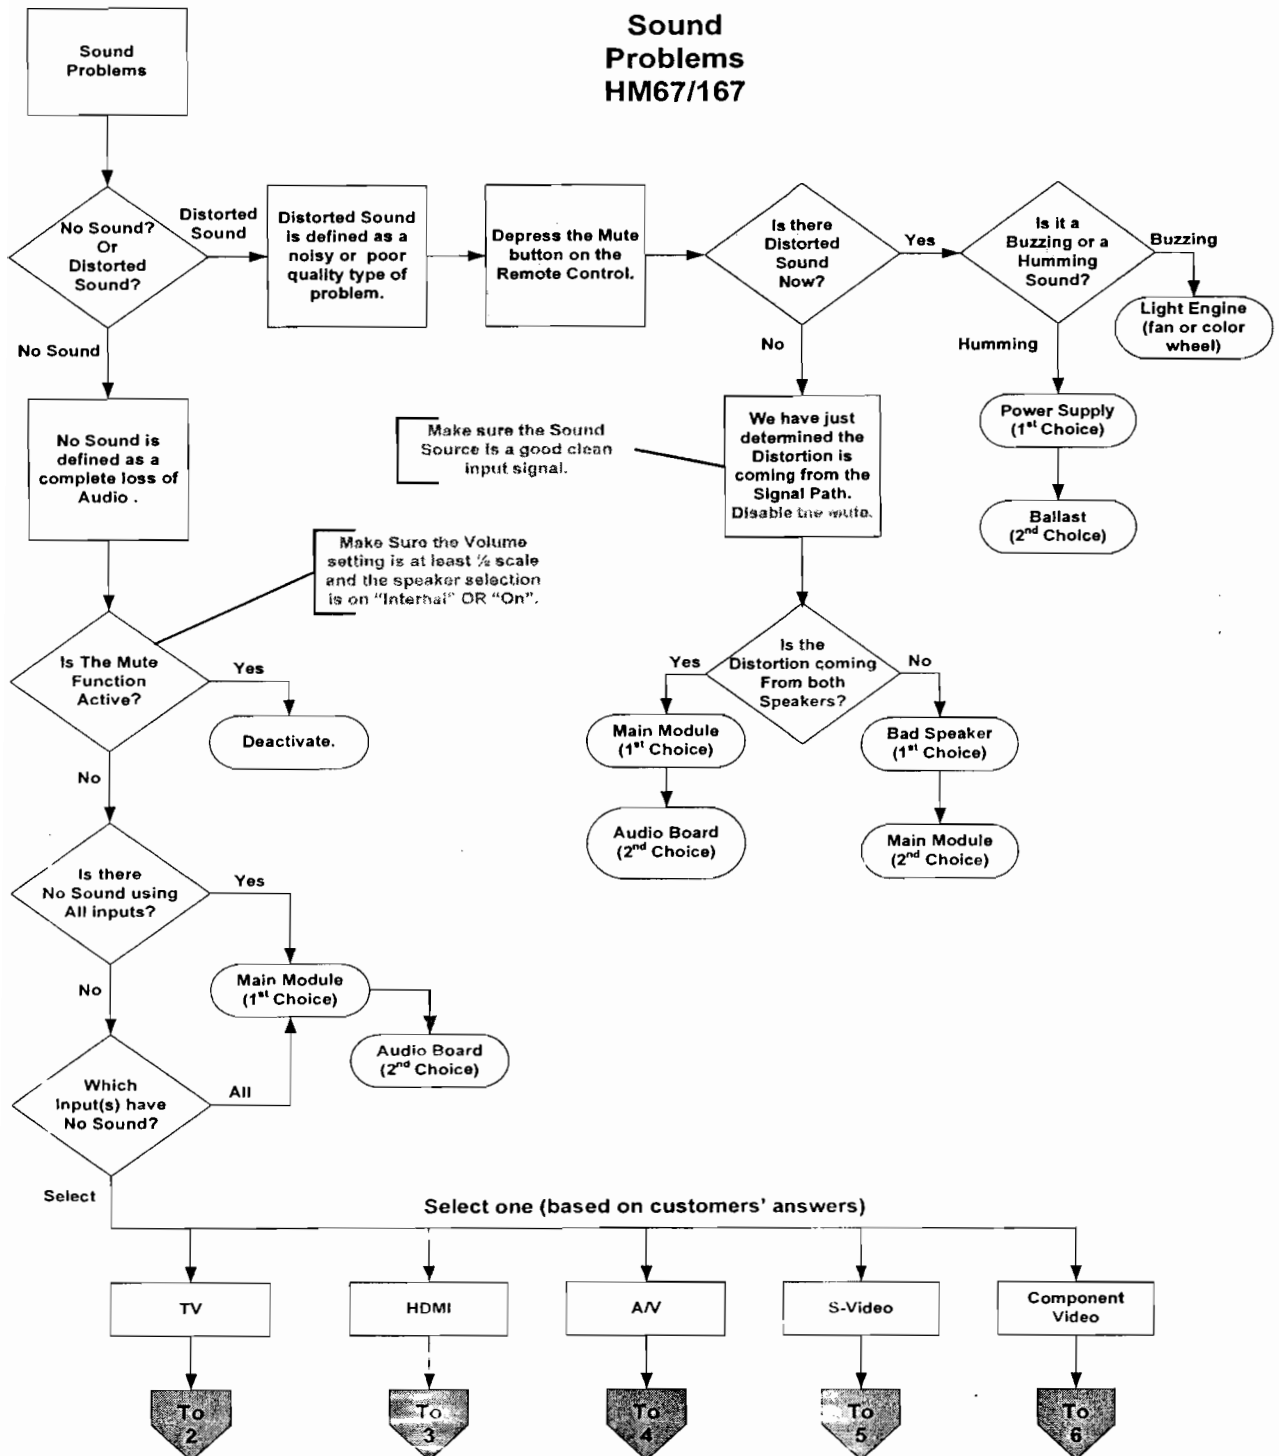 Sound
Problems
HM67/167
Sound
Problems
No Sound?
Or
Distorted
Sound?
Distorted
Sound
Distorted Sound
is defined as a
noisy or poor
quality type of
problem.
Depress the Mute
button on the
Remote Control.
Is there
Distorted
Sound
Now?
Yes
Is it a
Buzzing or a
Humming
Sound?
Buzzing
Light Engine
(fan or color
wheel)
Humming
Power Supply
(1st Choice)
Ballast
(2nd Choice)
No
We have just
determined the
Distortion is
coming from the
Signal Path.
Disable the mute.
Make sure the Sound
Source is a good clean
input signal.
Is the
Distortion coming
From both
Speakers?
Yes
Main Module
(1st Choice)
Audio Board
(2nd Choice)
No
Bad Speaker
(1st Choice)
Main Module
(2nd Choice)
No Sound
No Sound is
defined as a
complete loss of
Audio .
Make Sure the Volume
setting is at least ½ scale
and the speaker selection
is on "Internal" OR "On".
Is The Mute
Function
Active?
Yes
Deactivate.
No
Is there
No Sound using
All inputs?
Yes
Main Module
(1st Choice)
Audio Board
(2nd Choice)
No
Which
Input(s) have
No Sound?
All
Select
Select one (based on customers' answers)
TV
HDMI
A/V
S-Video
Component
Video
To
2
To
3
To
4
To
5
To
6